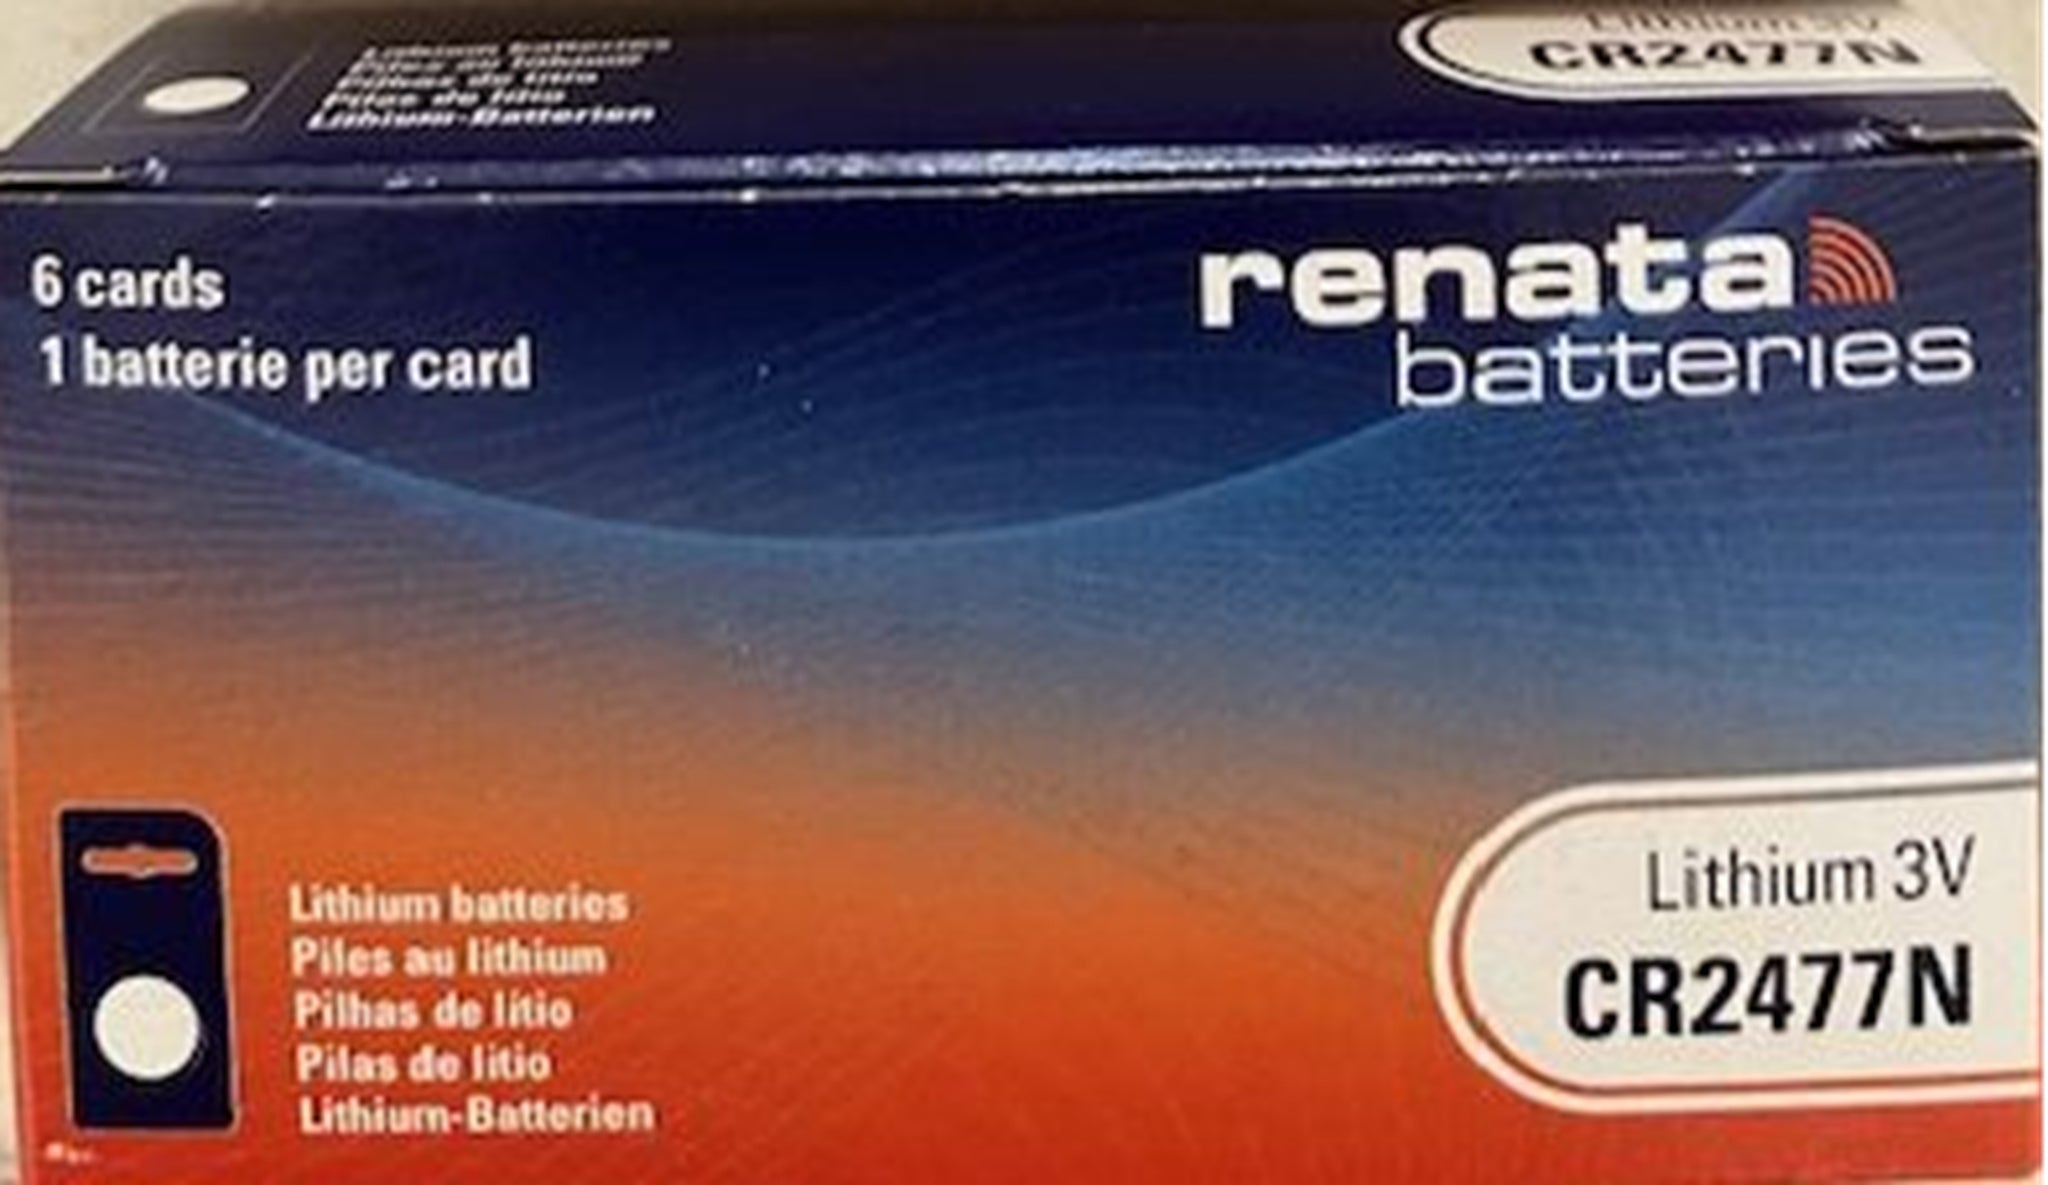 Lithium batteries
Piles au lithium
Pilhas de lítio
Pilas de litio
Lithium-Batterien
Lithium 3V
CR2477N
6 cards
1 batterie per card
renata
batteries
Lithium batteries
Piles au lithium
Pilhas de lítio
Pilas de litio
Lithium-Batterien
Lithium 3V
CR2477N